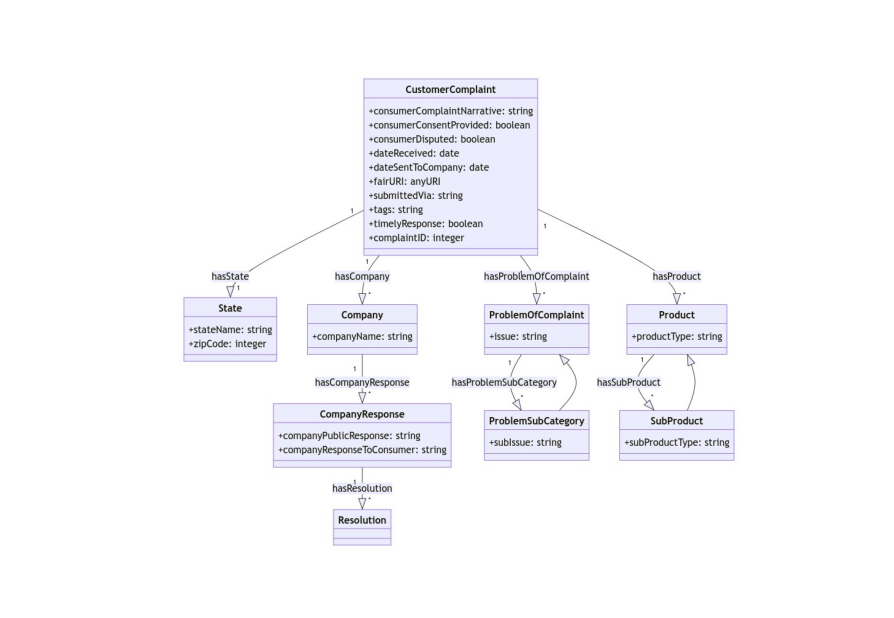 CustomerComplaint
+consumerComplaintNarrative: string
+consumerConsentProvided: boolean
+consumerDisputed: boolean
+dateReceived: date
+dateSentToCompany: date
+fairURI: anyURI
+submittedVia: string
+tags: string
+timelyResponse: boolean
+complaintID: integer
1
1
1
hasState
hasCompany
hasProblemOfComplaint
hasProduct
1
*
*
*
State
+stateName: string
+zipCode: integer
Company
+companyName: string
ProblemOfComplaint
+issue: string
Product
+productType: string
1
1
1
hasCompanyResponse
hasProblemSubCategory
hasSubProduct
*
*
*
CompanyResponse
+companyPublicResponse: string
+companyResponseToConsumer: string
ProblemSubCategory
+subIssue: string
SubProduct
+subProductType: string
1
hasResolution
*
Resolution